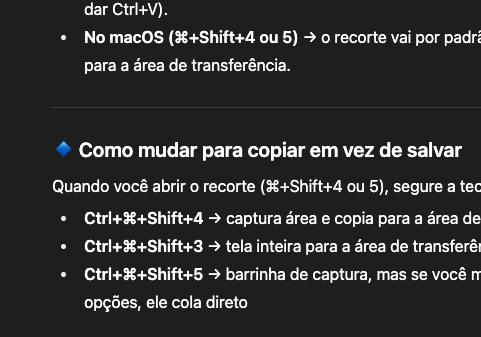 dar Ctrl+V).
• No macOS (⌘+Shift+4 ou 5) → o recorte vai por padrã
para a área de transferência.
🔹 Como mudar para copiar em vez de salvar
Quando você abrir o recorte (⌘+Shift+4 ou 5), segure a tec
• Ctrl+⌘+Shift+4 → captura área e copia para a área de
• Ctrl+⌘+Shift+3 → tela inteira para a área de transferên
• Ctrl+⌘+Shift+5 → barrinha de captura, mas se você m
opções, ele cola direto